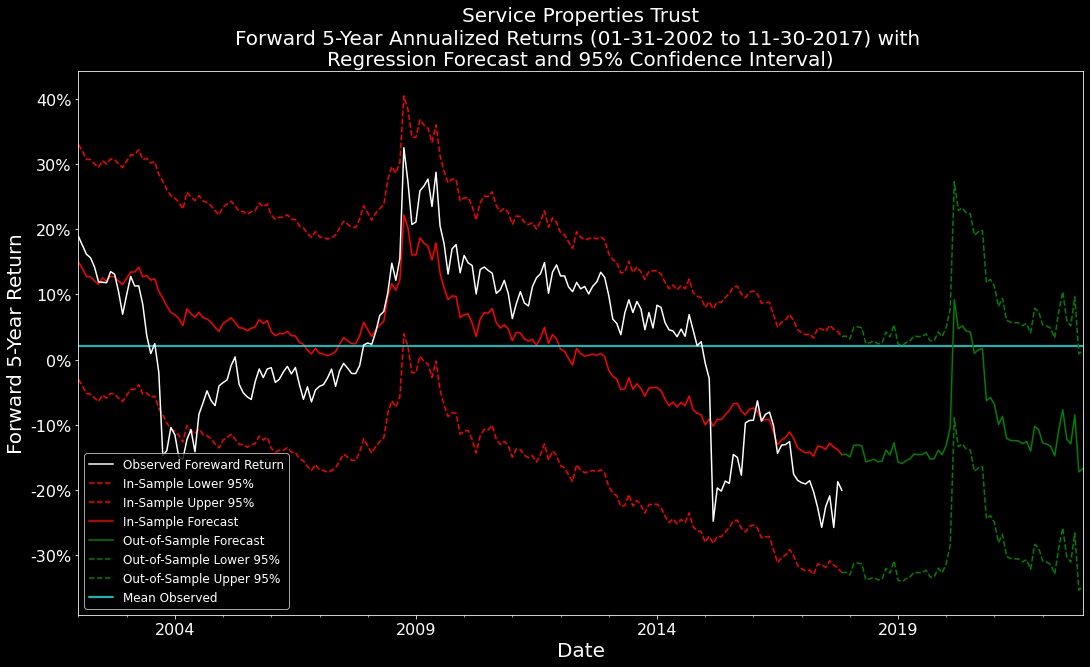 Service Properties Trust
Forward 5-Year Annualized Returns (01-31-2002 to 11-30-2017) with
Regression Forecast and 95% Confidence Interval)
Forward 5-Year Return
40%
30%
20%
10%
0%
-10%
-20%
-30%
Observed Foreward Return
In-Sample Lower 95%
In-Sample Upper 95%
In-Sample Forecast
Out-of-Sample Forecast
Out-of-Sample Lower 95%
Out-of-Sample Upper 95%
Mean Observed
2004
2009
2014
2019
Date